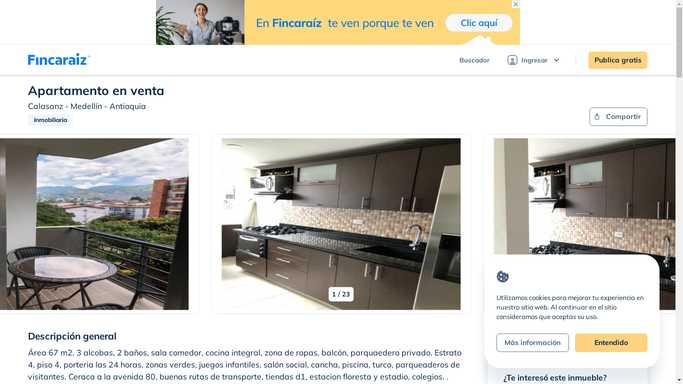 En Fincaraíz te ven porque te ven
Clic aquí
Fincaraíz
Buscador
Ingresar
Publica gratis
Apartamento en venta
Calasanz - Medellín - Antioquia
Inmobiliaria
Compartir
1 / 23
Utilizamos cookies para mejorar tu experiencia en
nuestro sitio web. Al continuar en el sitio
consideramos que aceptas su uso.
Más información
Entendido
Descripción general
Área 67 m2, 3 alcobas, 2 baños, sala comedor, cocina integral, zona de ropas, balcón, parqueadero privado. Estrato
4, piso 4, porteria las 24 horas, zonas verdes, juegos infantiles, salón social, cancha, piscina, turco, parqueaderos de
visitantes. Ceraca a la avenida 80, buenas rutas de transporte, tiendas d1, estacion floresta y estadio, colegios. .
¿Te interesó este inmueble?